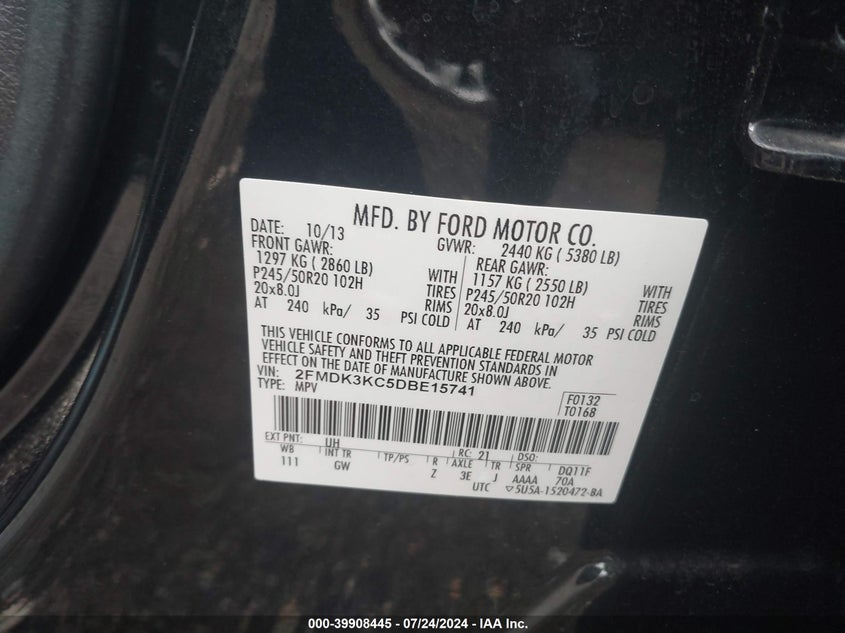 MFD. BY FORD MOTOR CO.
DATE: 10/13 GVWR: 2440 KG ( 5380 LB)
FRONT GAWR: REAR GAWR:
1297 KG ( 2860 LB) WITH 1157 KG ( 2550 LB) WITH
P245/50R20 102H TIRES P245/50R20 102H TIRES
20x8.0J RIMS 20x8.0J RIMS
AT 240 kPa/ 35 PSI COLD AT 240 kPa/ 35 PSI COLD
THIS VEHICLE CONFORMS TO ALL APPLICABLE FEDERAL MOTOR
VEHICLE SAFETY AND THEFT PREVENTION STANDARDS IN
EFFECT ON THE DATE OF MANUFACTURE SHOWN ABOVE.
VIN: 2FMDK3KC5DBE15741
TYPE: MPV
F0132
T0168
EXT PNT: UH RC: 21 DSO:
WB INT TR TP/PS R AXLE TR SPR DQ11F
111 GW Z 3E J AAAA 70A
UTC ▽5U5A-1520472-BA
000-39908445 - 07/24/2024 - IAA Inc.